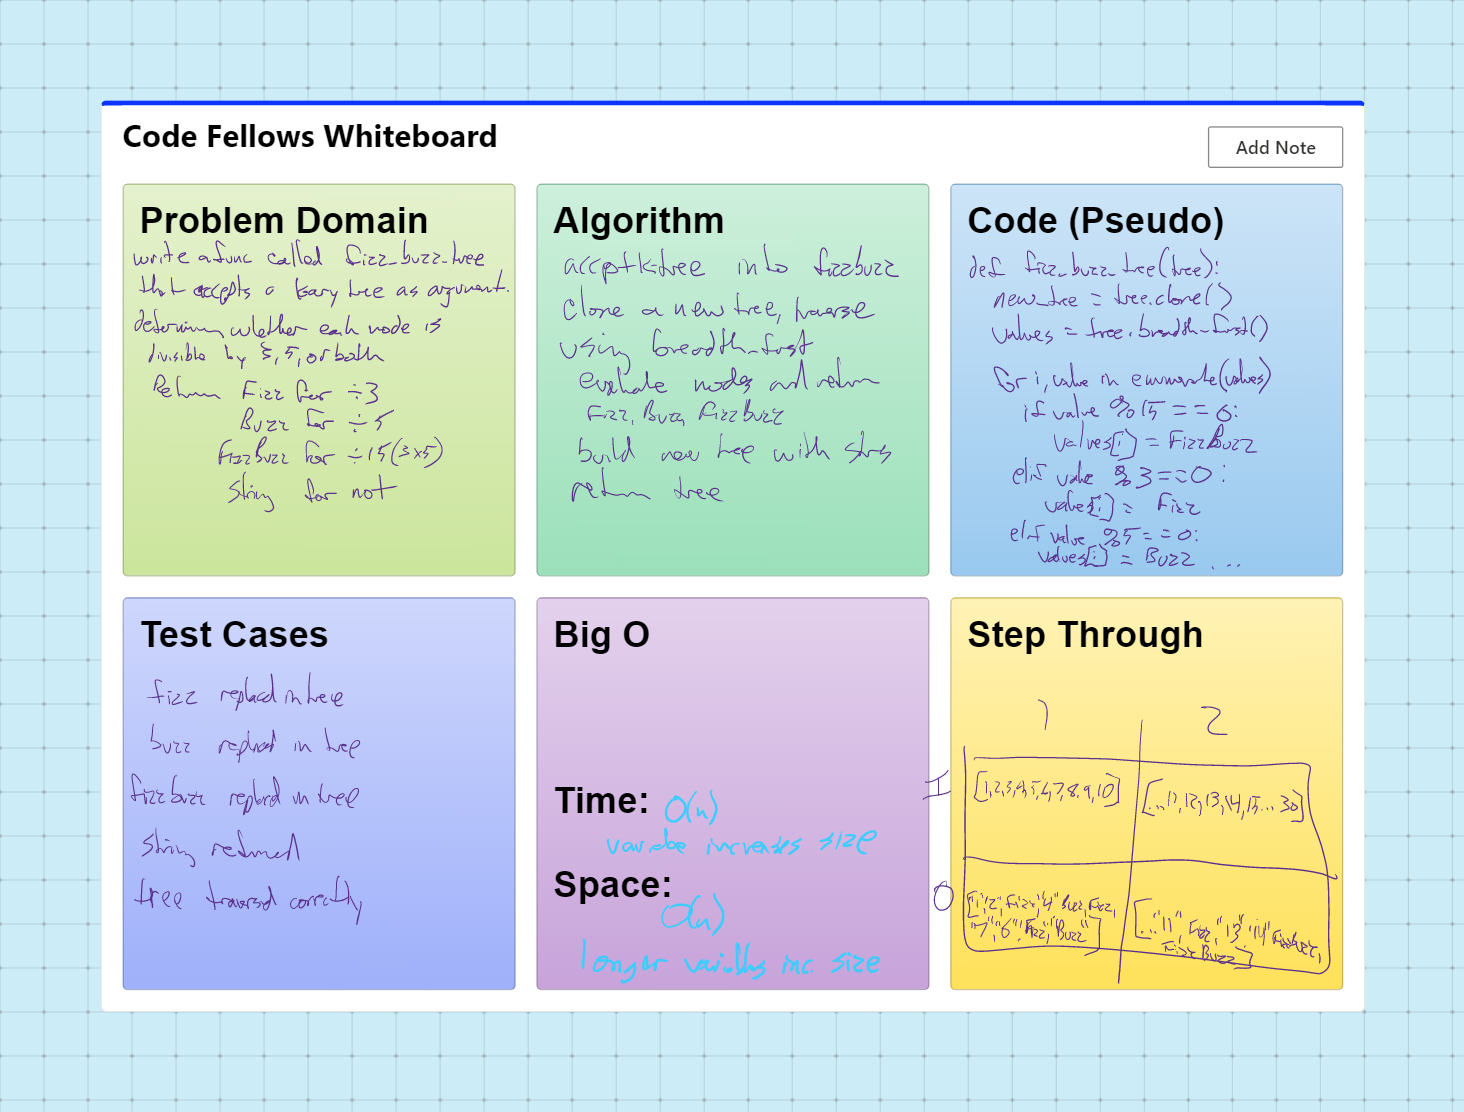 Code Fellows Whiteboard
Add Note
Problem Domain
write a func called fizz_buzz_tree
that accepts a kary tree as argument.
determining whether each node is
divisible by 3, 5, or both
Return Fizz for ÷3
Buzz for ÷5
FizzBuzz for ÷15(3x5)
String for not
Algorithm
accept k-tree into fizzbuzz
clone a new tree, traverse
using breadth_first
evaluate nodes and return
Fizz, Buzz, FizzBuzz
build new tree with strs
return tree
Code (Pseudo)
def fizz_buzz_tree(tree):
new_tree = tree.clone()
values = tree.breadth_first()
for i, value in enumerate(values)
if value % 15 == 0:
values[i] = FizzBuzz
elif value %3 == 0:
values[i] = Fizz
elif value %5 == 0:
values[i] = Buzz ...
Test Cases
fizz replaced in tree
buzz replaced in tree
fizzbuzz replaced in tree
string returned
tree traversed correctly
Big O
Time: O(n)
variable increases size
Space:
O(n)
longer variables inc. size
Step Through
1 2
I [1,2,3,4,5,6,7,8,9,10] [...11,12,13,14,15...30]
O ["1","2",Fizz,"4",Buzz,Fizz, [..."11", Fizz,"13","14",FizzBuzz,
"7","8",Fizz,"Buzz"] FizzBuzz]